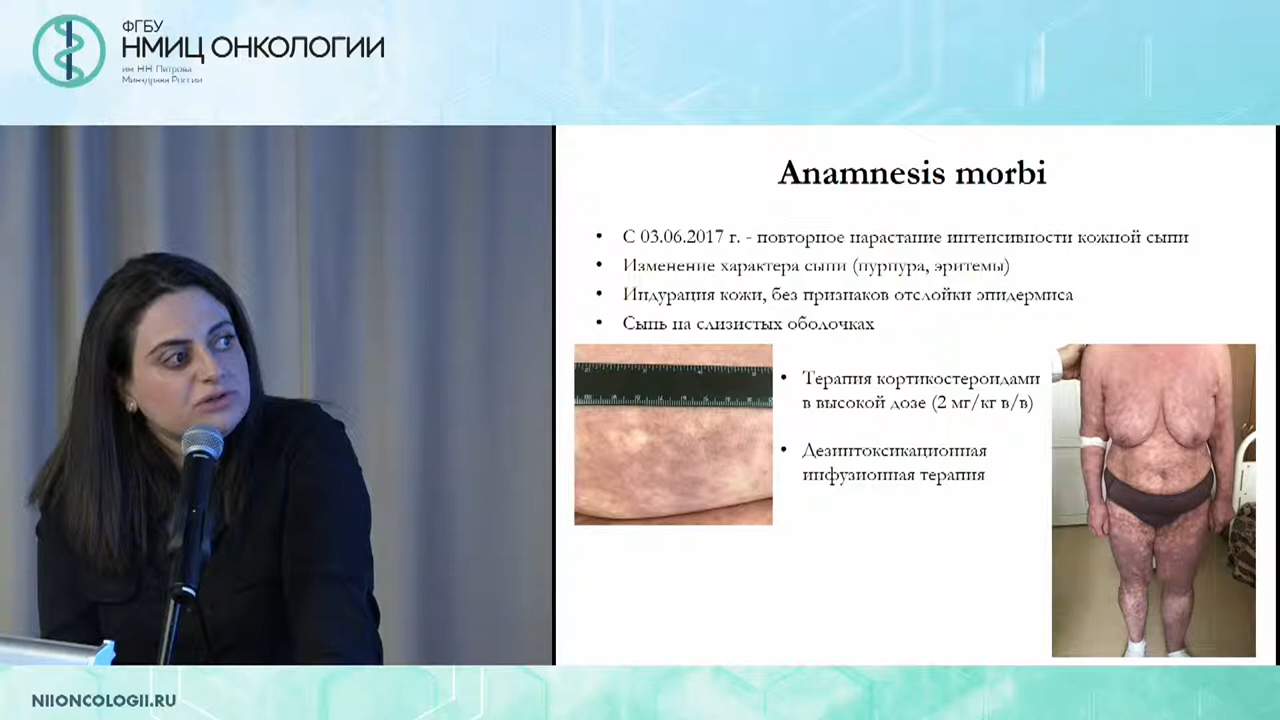 ФГБУ
НМИЦ ОНКОЛОГИИ
им. Н.Н. Петрова
Минздрава России
Anamnesis morbi
• С 03.06.2017 г. - повторное нарастание интенсивности кожной сыпи
• Изменение характера сыпи (пурпура, эритемы)
• Индурация кожи, без признаков отслойки эпидермиса
• Сыпь на слизистых оболочках
• Терапия кортикостероидами
в высокой дозе (2 мг/кг в/в)
• Дезинтоксикационная
инфузионная терапия
NIIONCOLOGII.RU